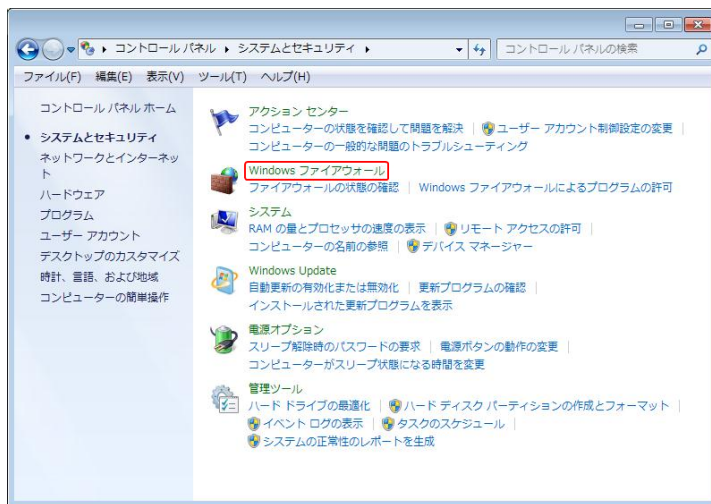 コントロール パネル ▸ システムとセキュリティ ▸
コントロール パネルの検索
ファイル(F) 編集(E) 表示(V) ツール(T) ヘルプ(H)
コントロール パネル ホーム
システムとセキュリティ
ネットワークとインターネッ
ト
ハードウェア
プログラム
ユーザー アカウント
デスクトップのカスタマイズ
時計、言語、および地域
コンピューターの簡単操作
アクション センター
コンピューターの状態を確認して問題を解決 | ユーザー アカウント制御設定の変更 |
コンピューターの一般的な問題のトラブルシューティング
Windows ファイアウォール
ファイアウォールの状態の確認 | Windows ファイアウォールによるプログラムの許可
システム
RAM の量とプロセッサの速度の表示 | リモート アクセスの許可 |
コンピューターの名前の参照 | デバイス マネージャー
Windows Update
自動更新の有効化または無効化 | 更新プログラムの確認 |
インストールされた更新プログラムを表示
電源オプション
スリープ解除時のパスワードの要求 | 電源ボタンの動作の変更 |
コンピューターがスリープ状態になる時間を変更
管理ツール
ハード ドライブの最適化 | ハード ディスク パーティションの作成とフォーマット |
イベント ログの表示 | タスクのスケジュール |
システムの正常性のレポートを生成